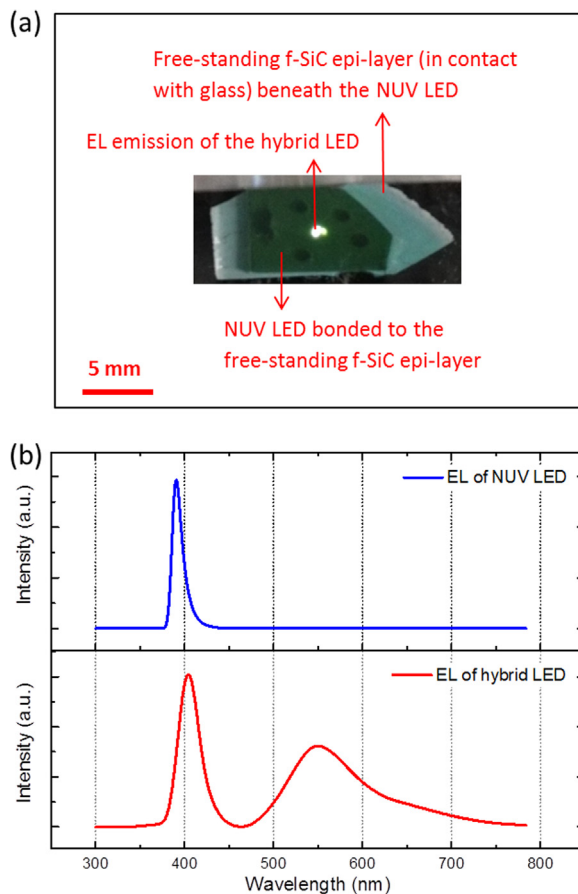 (a)
Free-standing f-SiC epi-layer (in contact
with glass) beneath the NUV LED
EL emission of the hybrid LED
NUV LED bonded to the
free-standing f-SiC epi-layer
5 mm
(b)
EL of NUV LED
Intensity (a.u.)
EL of hybrid LED
Intensity (a.u.)
300 400 500 600 700 800
Wavelength (nm)